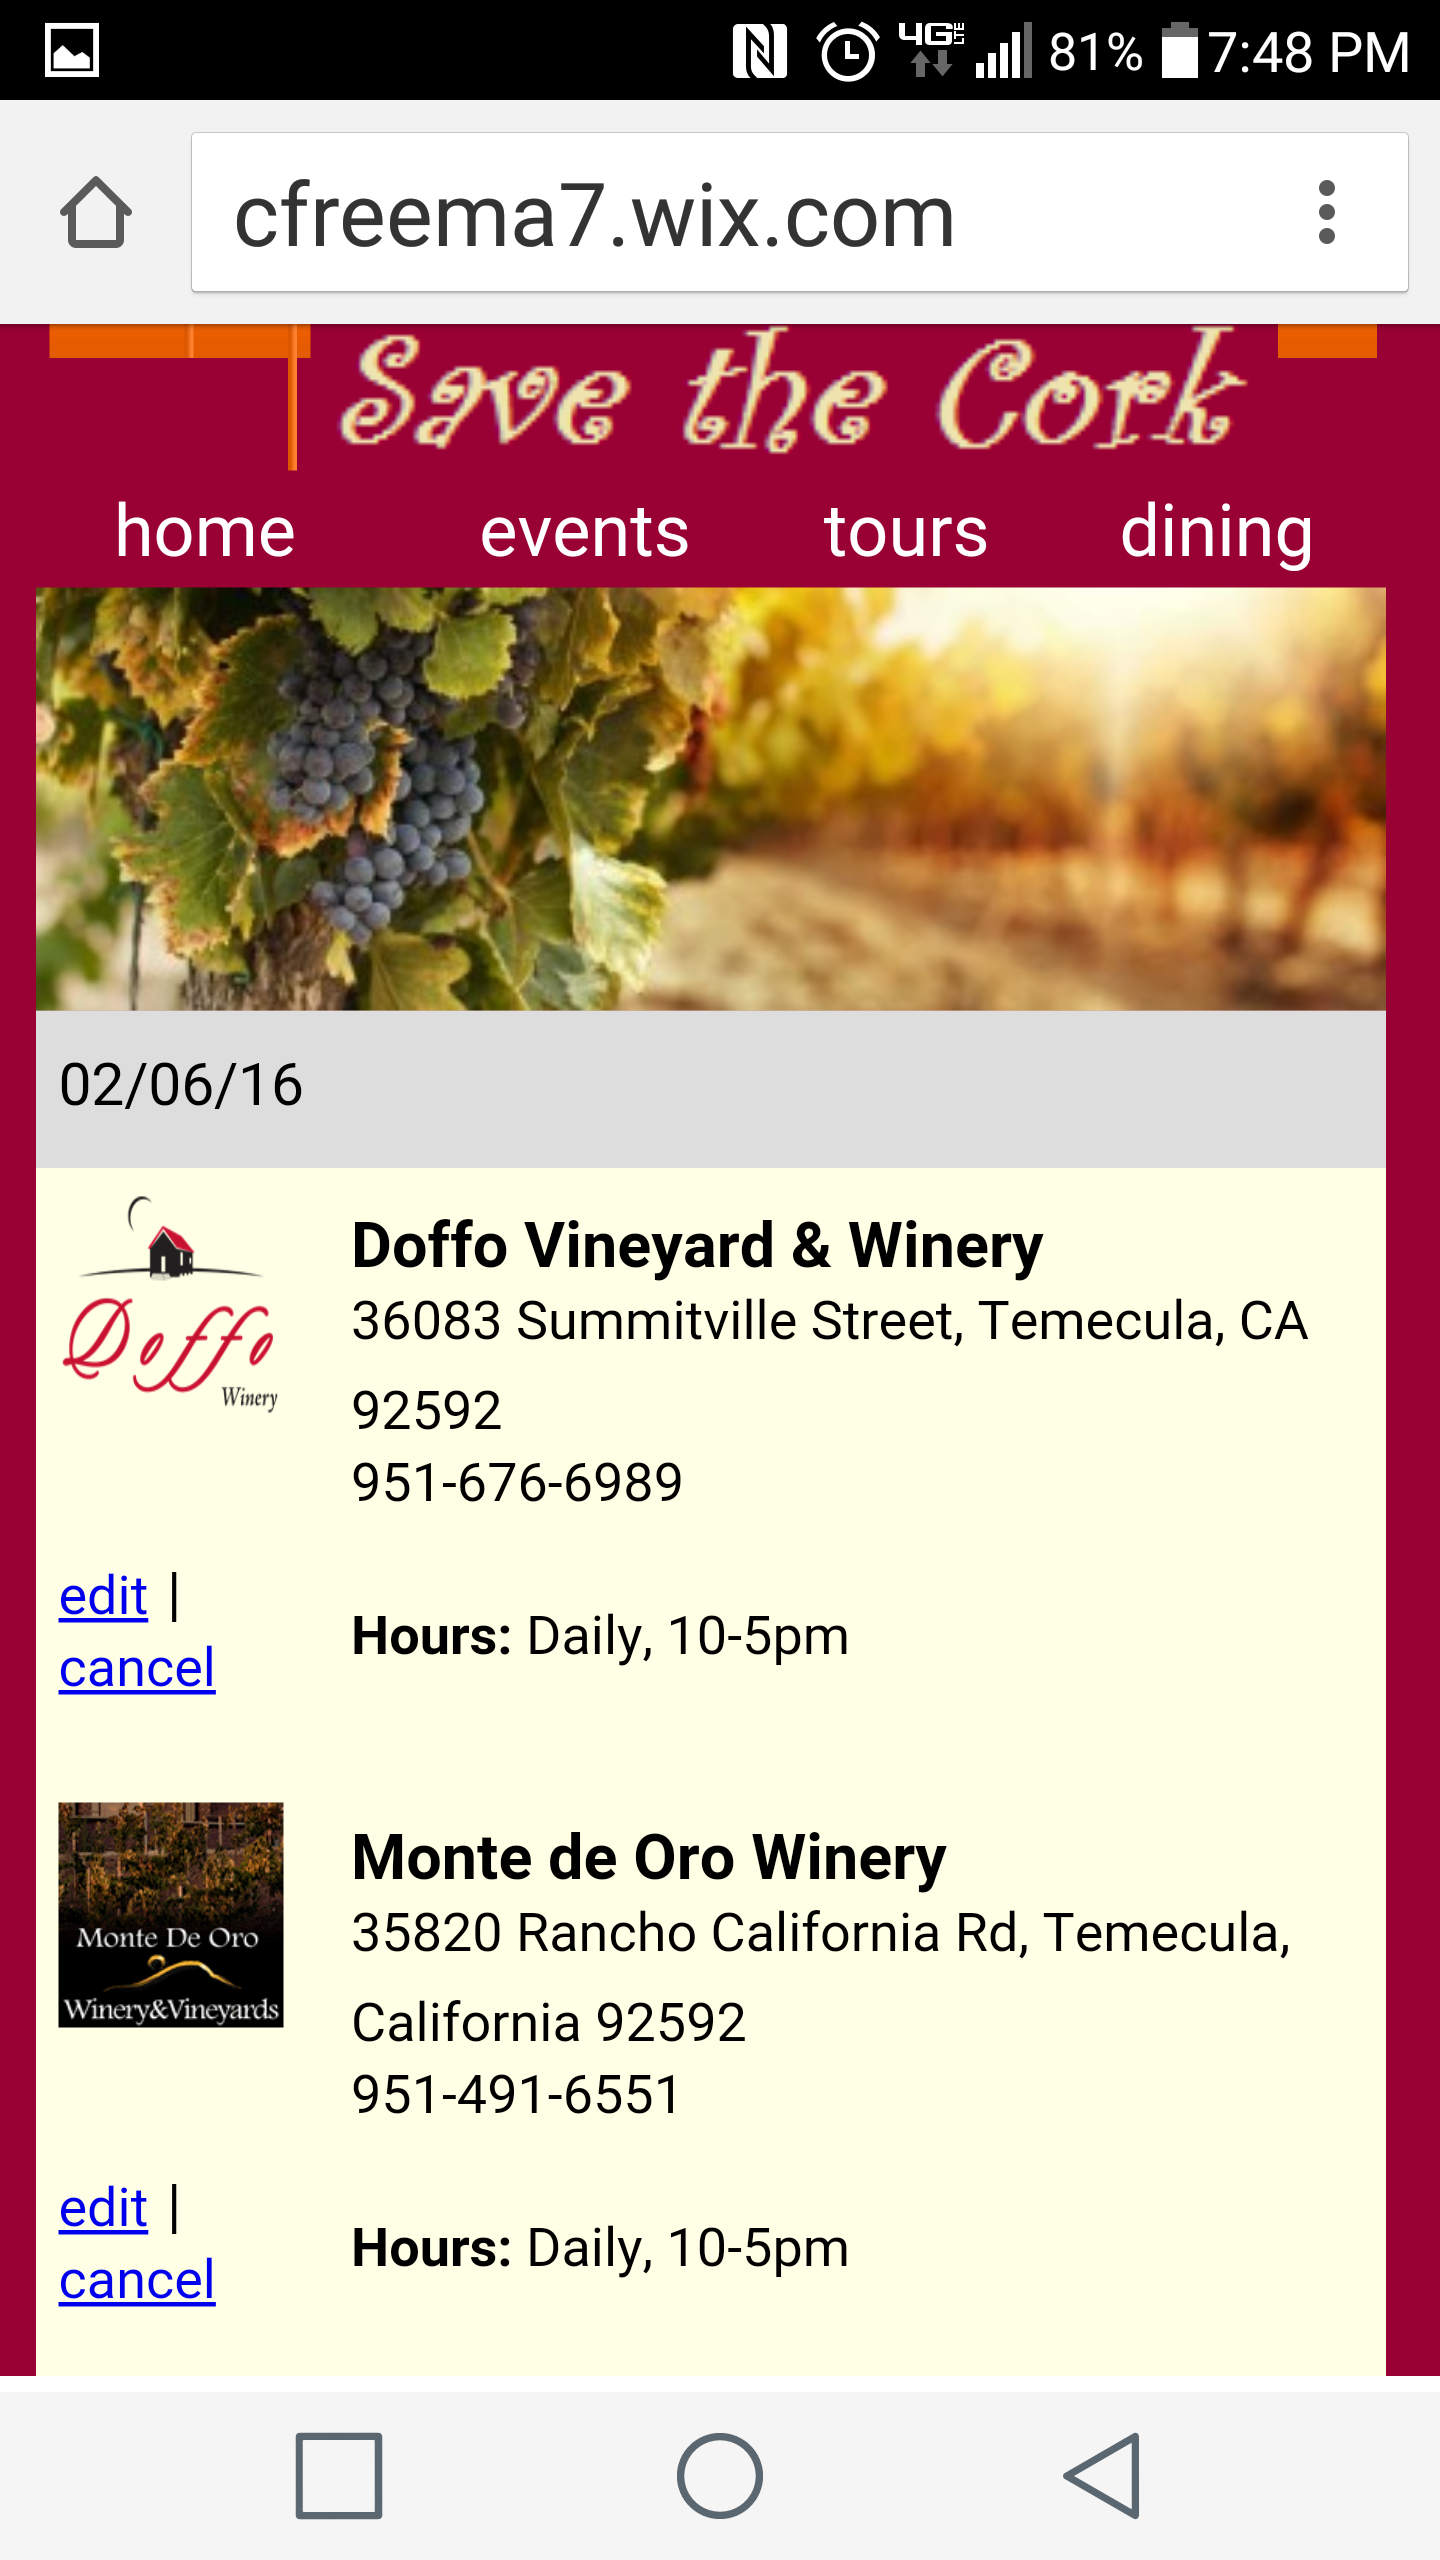 4G LTE 81% 7:48 PM
cfreema7.wix.com
Save the Cork
home events tours dining
02/06/16
Doffo
Winery
Doffo Vineyard & Winery
36083 Summitville Street, Temecula, CA
92592
951-676-6989
edit |
cancel
Hours: Daily, 10-5pm
Monte De Oro
Winery&Vineyards
Monte de Oro Winery
35820 Rancho California Rd, Temecula,
California 92592
951-491-6551
edit |
cancel
Hours: Daily, 10-5pm